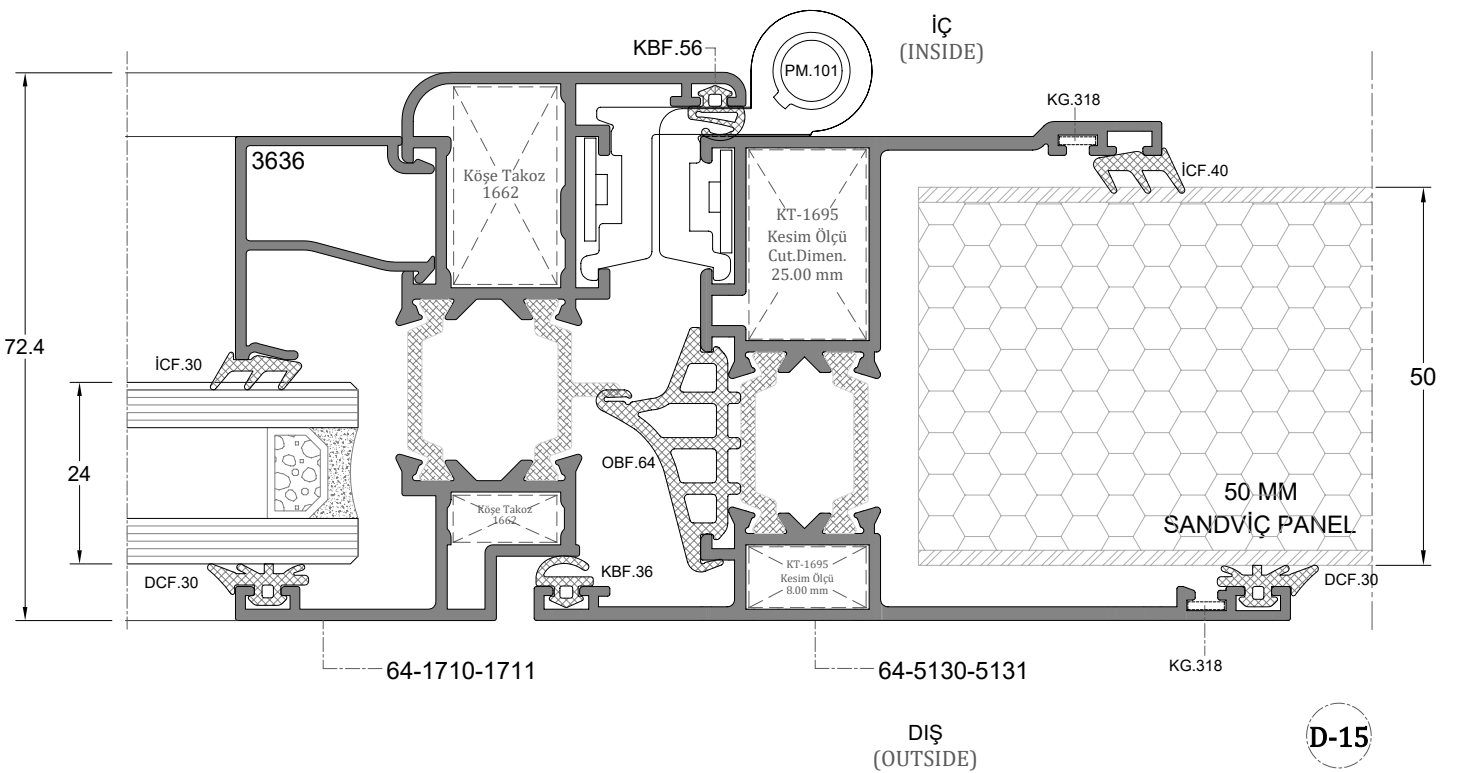 İÇ
(INSIDE)
KBF.56
PM.101
KG.318
3636
Köşe Takoz
1662
İCF.40
KT-1695
Kesim Ölçü
Cut.Dimen.
25.00 mm
72.4
İCF.30
50
24
OBF.64
50 MM
SANDVİÇ PANEL
Köşe Takoz
1662
KT-1695
Kesim Ölçü
8.00 mm
DCF.30
KBF.36
DCF.30
64-1710-1711
64-5130-5131
KG.318
DIŞ
(OUTSIDE)
D-15